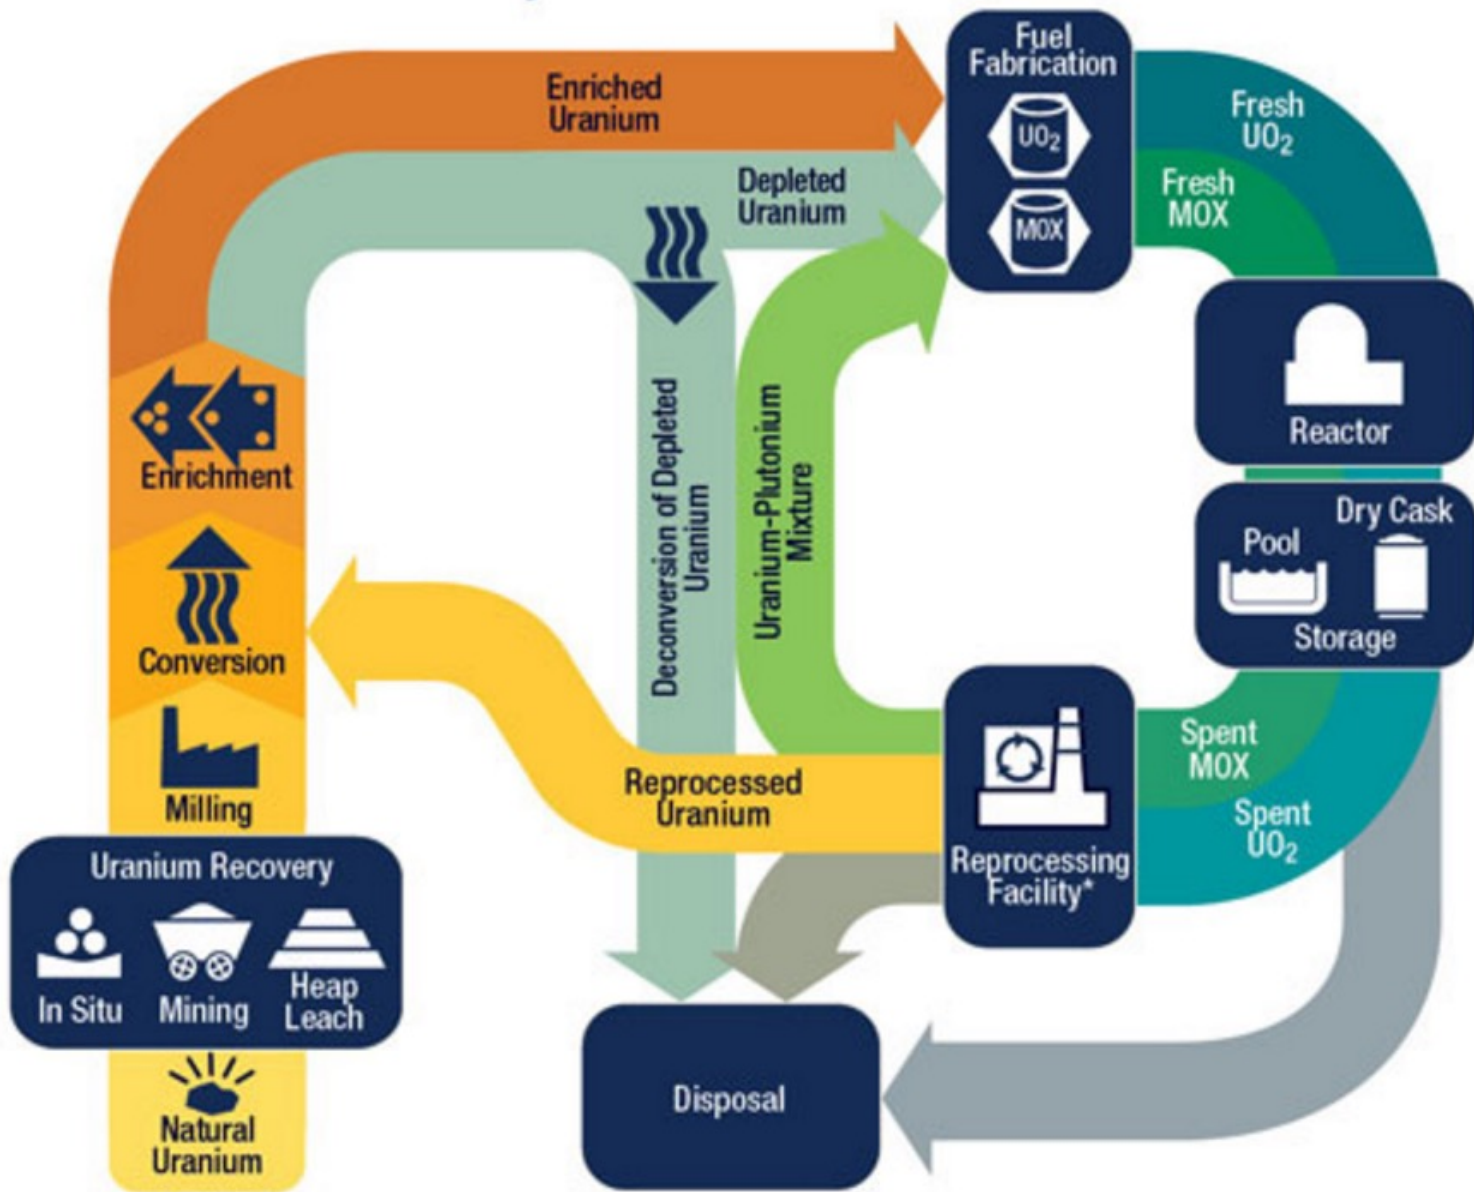 Fuel
Fabrication
UO₂
MOX
Enriched
Uranium
Depleted
Uranium
Fresh
UO₂
Fresh
MOX
Reactor
Dry Cask
Pool
Storage
Enrichment
Conversion
Milling
Deconversion of Depleted
Uranium
Uranium-Plutonium
Mixture
Reprocessed
Uranium
Reprocessing
Facility*
Spent
MOX
Spent
UO₂
Uranium Recovery
In Situ
Mining
Heap
Leach
Natural
Uranium
Disposal